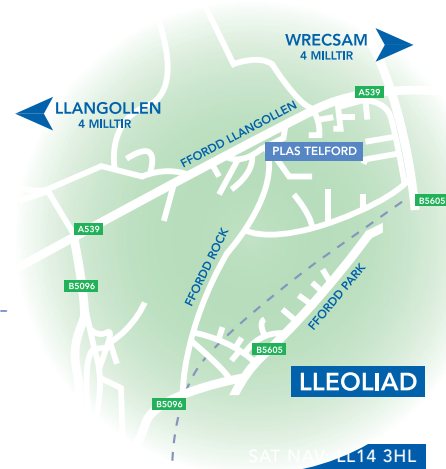 WRECSAM
4 MILLTIR
A539
LLANGOLLEN
4 MILLTIR
FFORDD LLANGOLLEN
PLAS TELFORD
B5605
A539
FFORDD ROCK
B5096
FFORDD PARK
B5605
LLEOLIAD
B5096
SAT NAV LL14 3HL